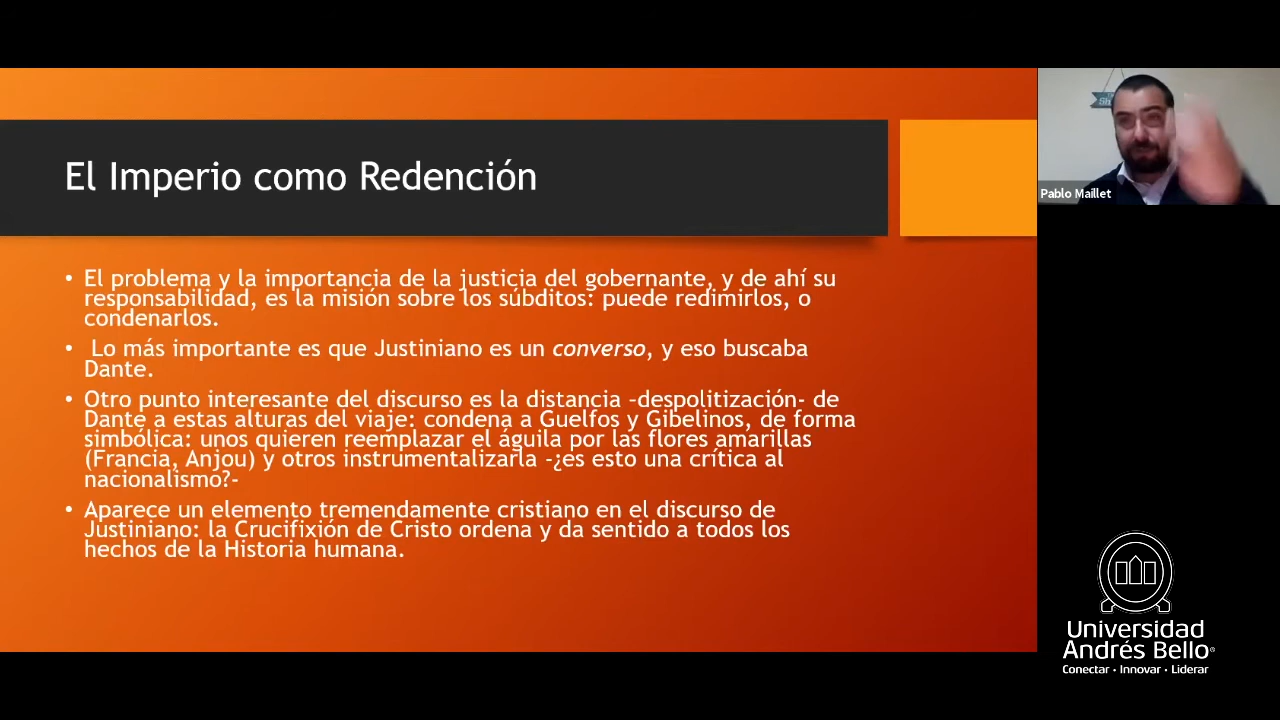 El Imperio como Redención
• El problema y la importancia de la justicia del gobernante, y de ahí su
responsabilidad, es la misión sobre los súbditos: puede redimirlos, o
condenarlos.
• Lo más importante es que Justiniano es un converso, y eso buscaba
Dante.
• Otro punto interesante del discurso es la distancia –despolitización- de
Dante a estas alturas del viaje: condena a Guelfos y Gibelinos, de forma
simbólica: unos quieren reemplazar el águila por las flores amarillas
(Francia, Anjou) y otros instrumentalizarla -¿es esto una crítica al
nacionalismo?-
• Aparece un elemento tremendamente cristiano en el discurso de
Justiniano: la Crucifixión de Cristo ordena y da sentido a todos los
hechos de la Historia humana.
Pablo Maillet
Universidad
Andrés Bello®
Conectar • Innovar • Liderar